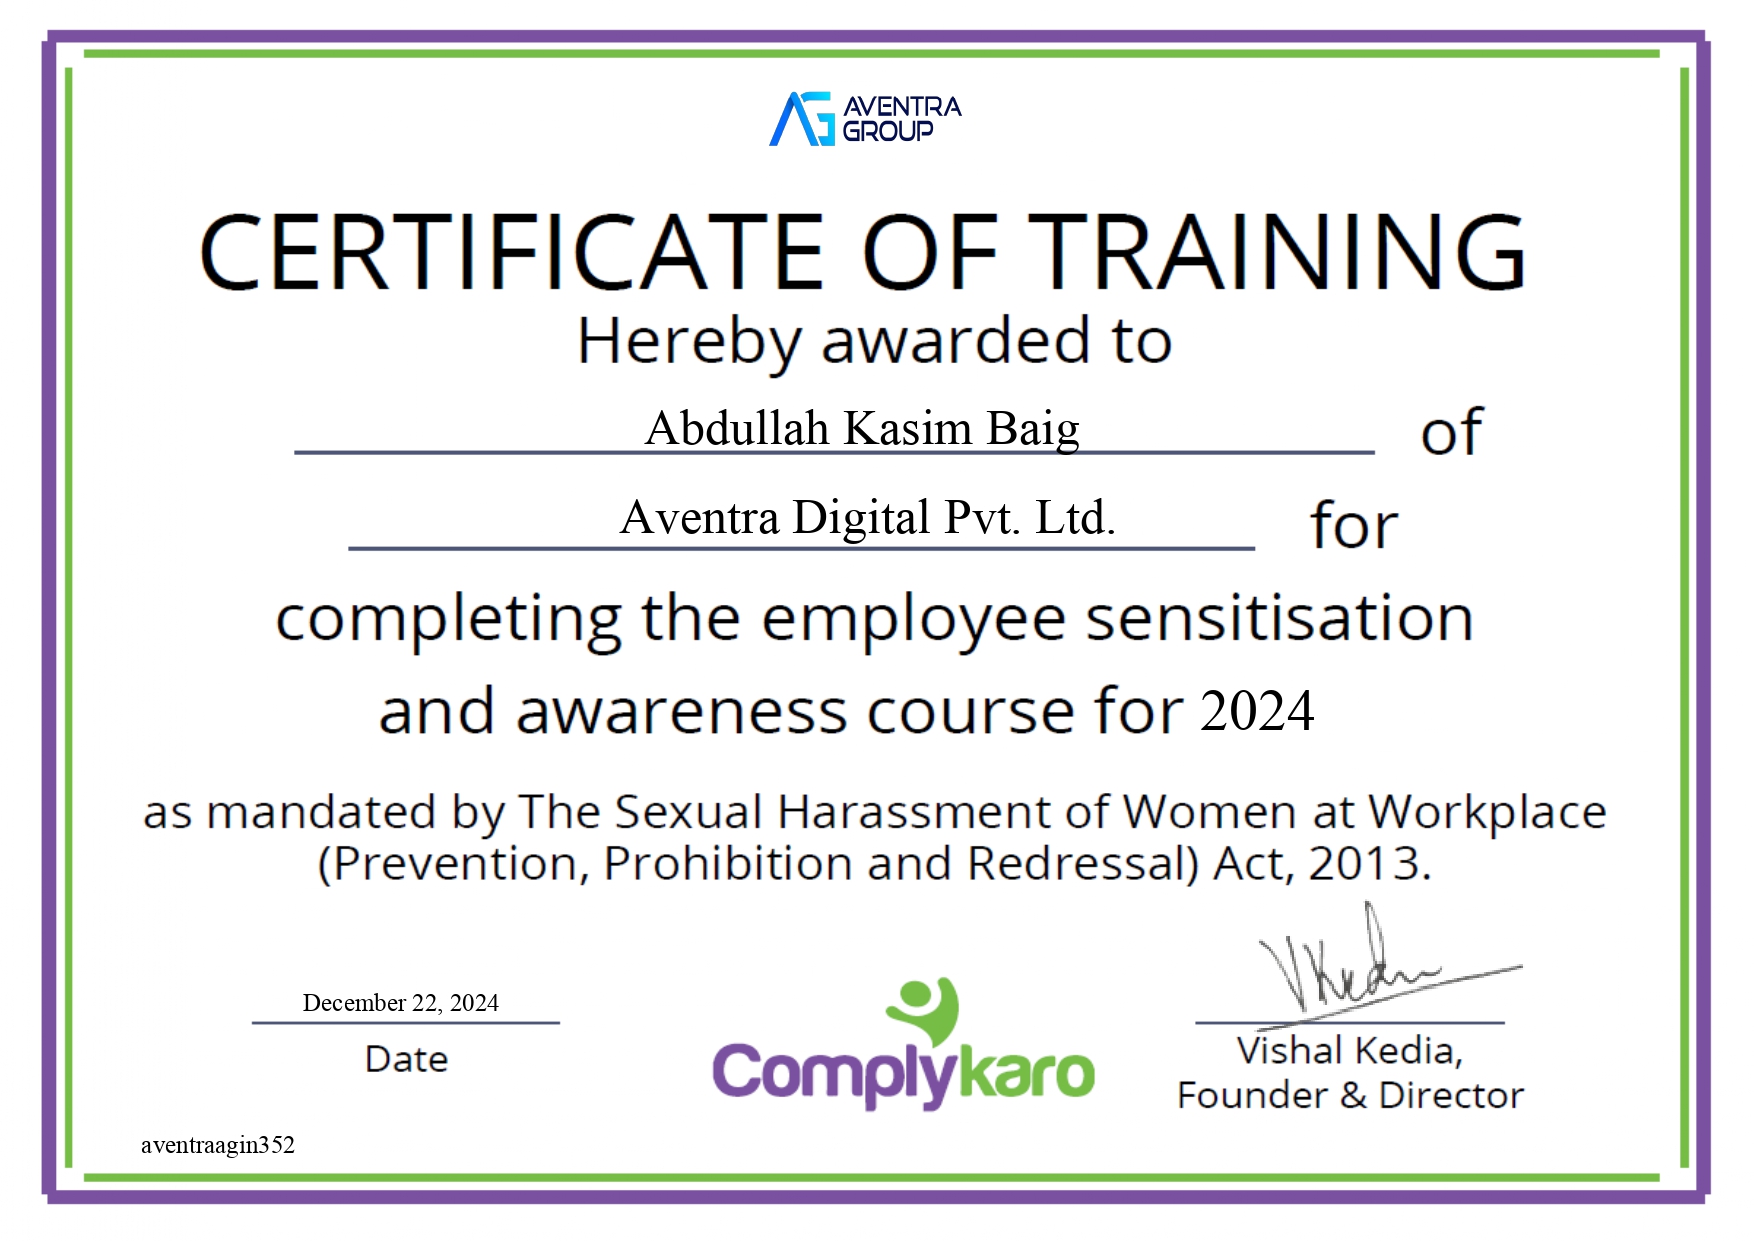 AVENTRA
GROUP
CERTIFICATE OF TRAINING
Hereby awarded to
Abdullah Kasim Baig of
Aventra Digital Pvt. Ltd. for
completing the employee sensitisation
and awareness course for 2024
as mandated by The Sexual Harassment of Women at Workplace
(Prevention, Prohibition and Redressal) Act, 2013.
December 22, 2024
Date
Complykaro
VKedia
Vishal Kedia,
Founder & Director
aventraagin352